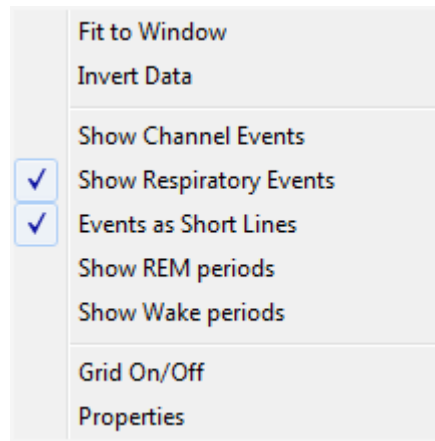 Fit to Window
Invert Data
Show Channel Events
Show Respiratory Events
Events as Short Lines
Show REM periods
Show Wake periods
Grid On/Off
Properties